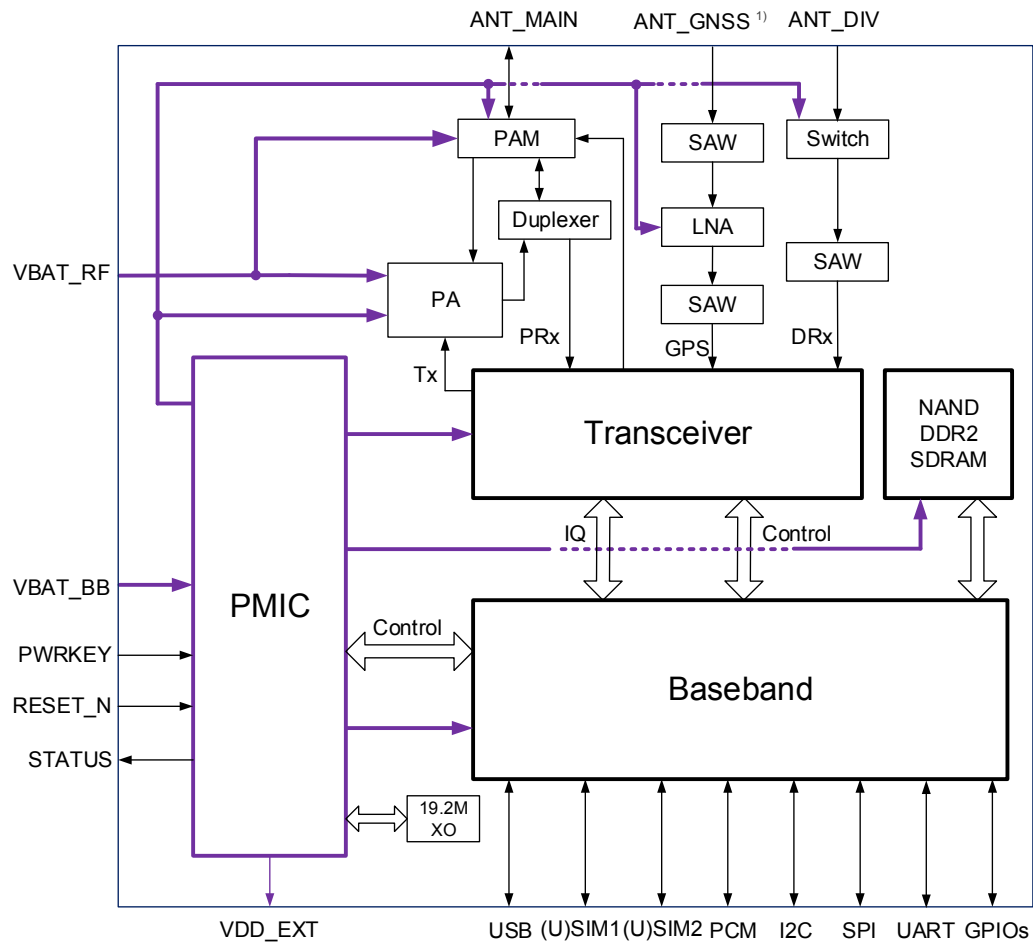 ANT_MAIN
ANT_GNSS 1)
ANT_DIV
PAM
SAW
Switch
Duplexer
LNA
VBAT_RF
PA
SAW
SAW
PRx
GPS
DRx
Tx
Transceiver
NAND
DDR2
SDRAM
IQ
Control
VBAT_BB
PMIC
Control
PWRKEY
Baseband
RESET_N
STATUS
19.2M
XO
VDD_EXT
USB
(U)SIM1
(U)SIM2
PCM
I2C
SPI
UART
GPIOs